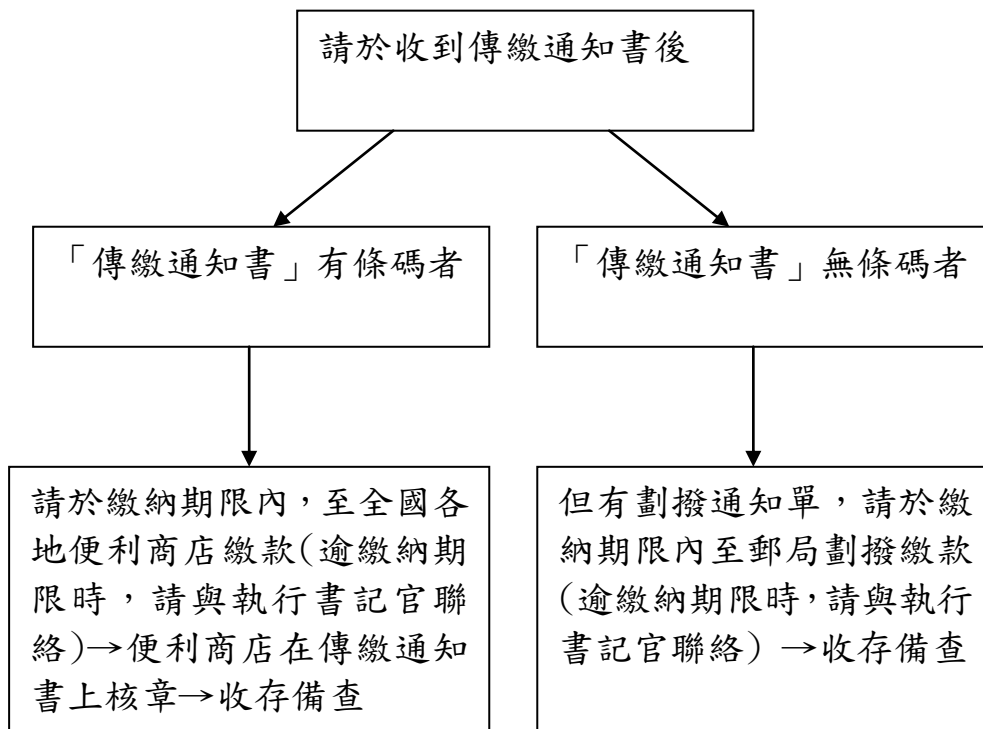 請於收到傳繳通知書後
「傳繳通知書」有條碼者
「傳繳通知書」無條碼者
請於繳納期限內，至全國各
地便利商店繳款(逾繳納期
限時，請與執行書記官聯
絡)→便利商店在傳繳通知
書上核章→收存備查
但有劃撥通知單，請於繳
納期限內至郵局劃撥繳款
(逾繳納期限時，請與執行
書記官聯絡) →收存備查